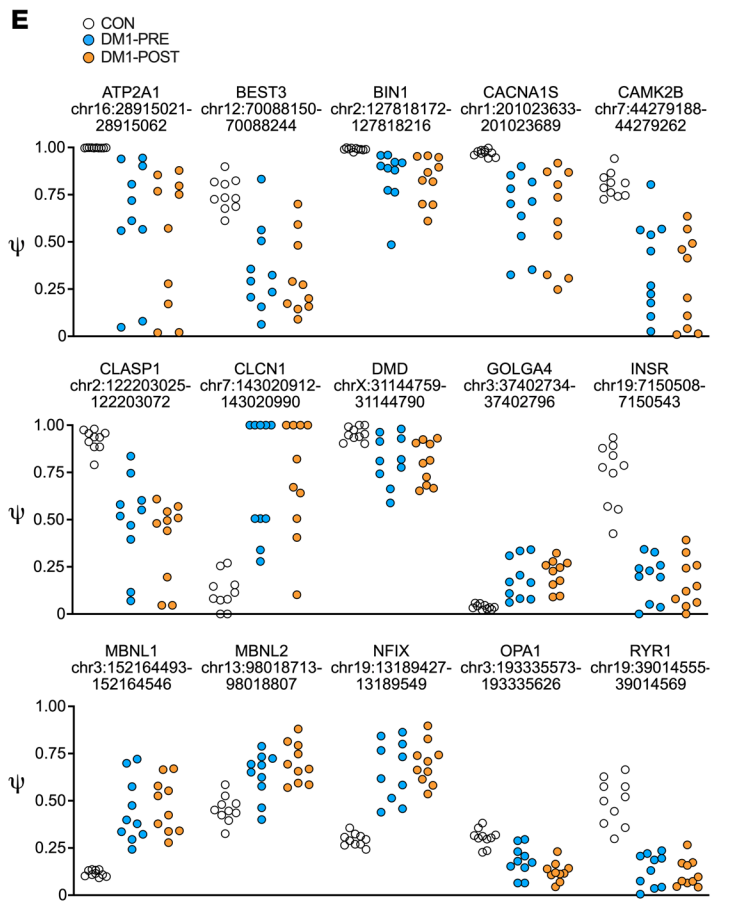 E
CON
DM1-PRE
DM1-POST
ATP2A1 BEST3 BIN1 CACNA1S CAMK2B
chr16:28915021- chr12:70088150- chr2:127818172- chr1:201023633- chr7:44279188-
28915062 70088244 127818216 201023689 44279262
1.00
0.75
0.50
ψ
0.25
0
CLASP1 CLCN1 DMD GOLGA4 INSR
chr2:122203025- chr7:143020912- chrX:31144759- chr3:37402734- chr19:7150508-
122203072 143020990 31144790 37402796 7150543
1.00
0.75
0.50
ψ
0.25
0
MBNL1 MBNL2 NFIX OPA1 RYR1
chr3:152164493- chr13:98018713- chr19:13189427- chr3:193335573- chr19:39014555-
152164546 98018807 13189549 193335626 39014569
1.00
0.75
ψ
0.50
0.25
0